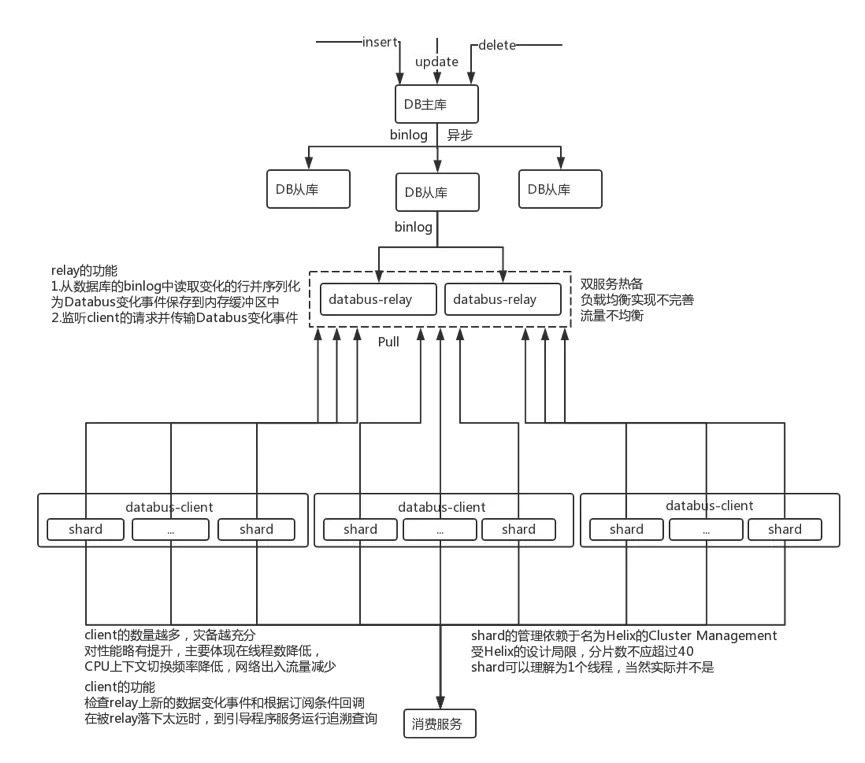 insert
update
delete
DB主库
binlog 异步
DB从库
DB从库
DB从库
binlog
relay的功能
1.从数据库的binlog中读取变化的行并序列化
为Databus变化事件保存到内存缓冲区中
2.监听client的请求并传输Databus变化事件
databus-relay
databus-relay
双服务热备
负载均衡实现不完善
流量不均衡
Pull
databus-client
shard
...
shard
databus-client
shard
...
shard
databus-client
shard
...
shard
client的数量越多，灾备越充分
对性能略有提升，主要体现在线程数降低，
CPU上下文切换频率降低，网络出入流量减少
client的功能
检查relay上新的数据变化事件和根据订阅条件回调
在被relay落下太远时，到引导程序服务运行追溯查询
shard的管理依赖于名为Helix的Cluster Management
受Helix的设计局限，分片数不应超过40
shard可以理解为1个线程，当然实际并不是
消费服务